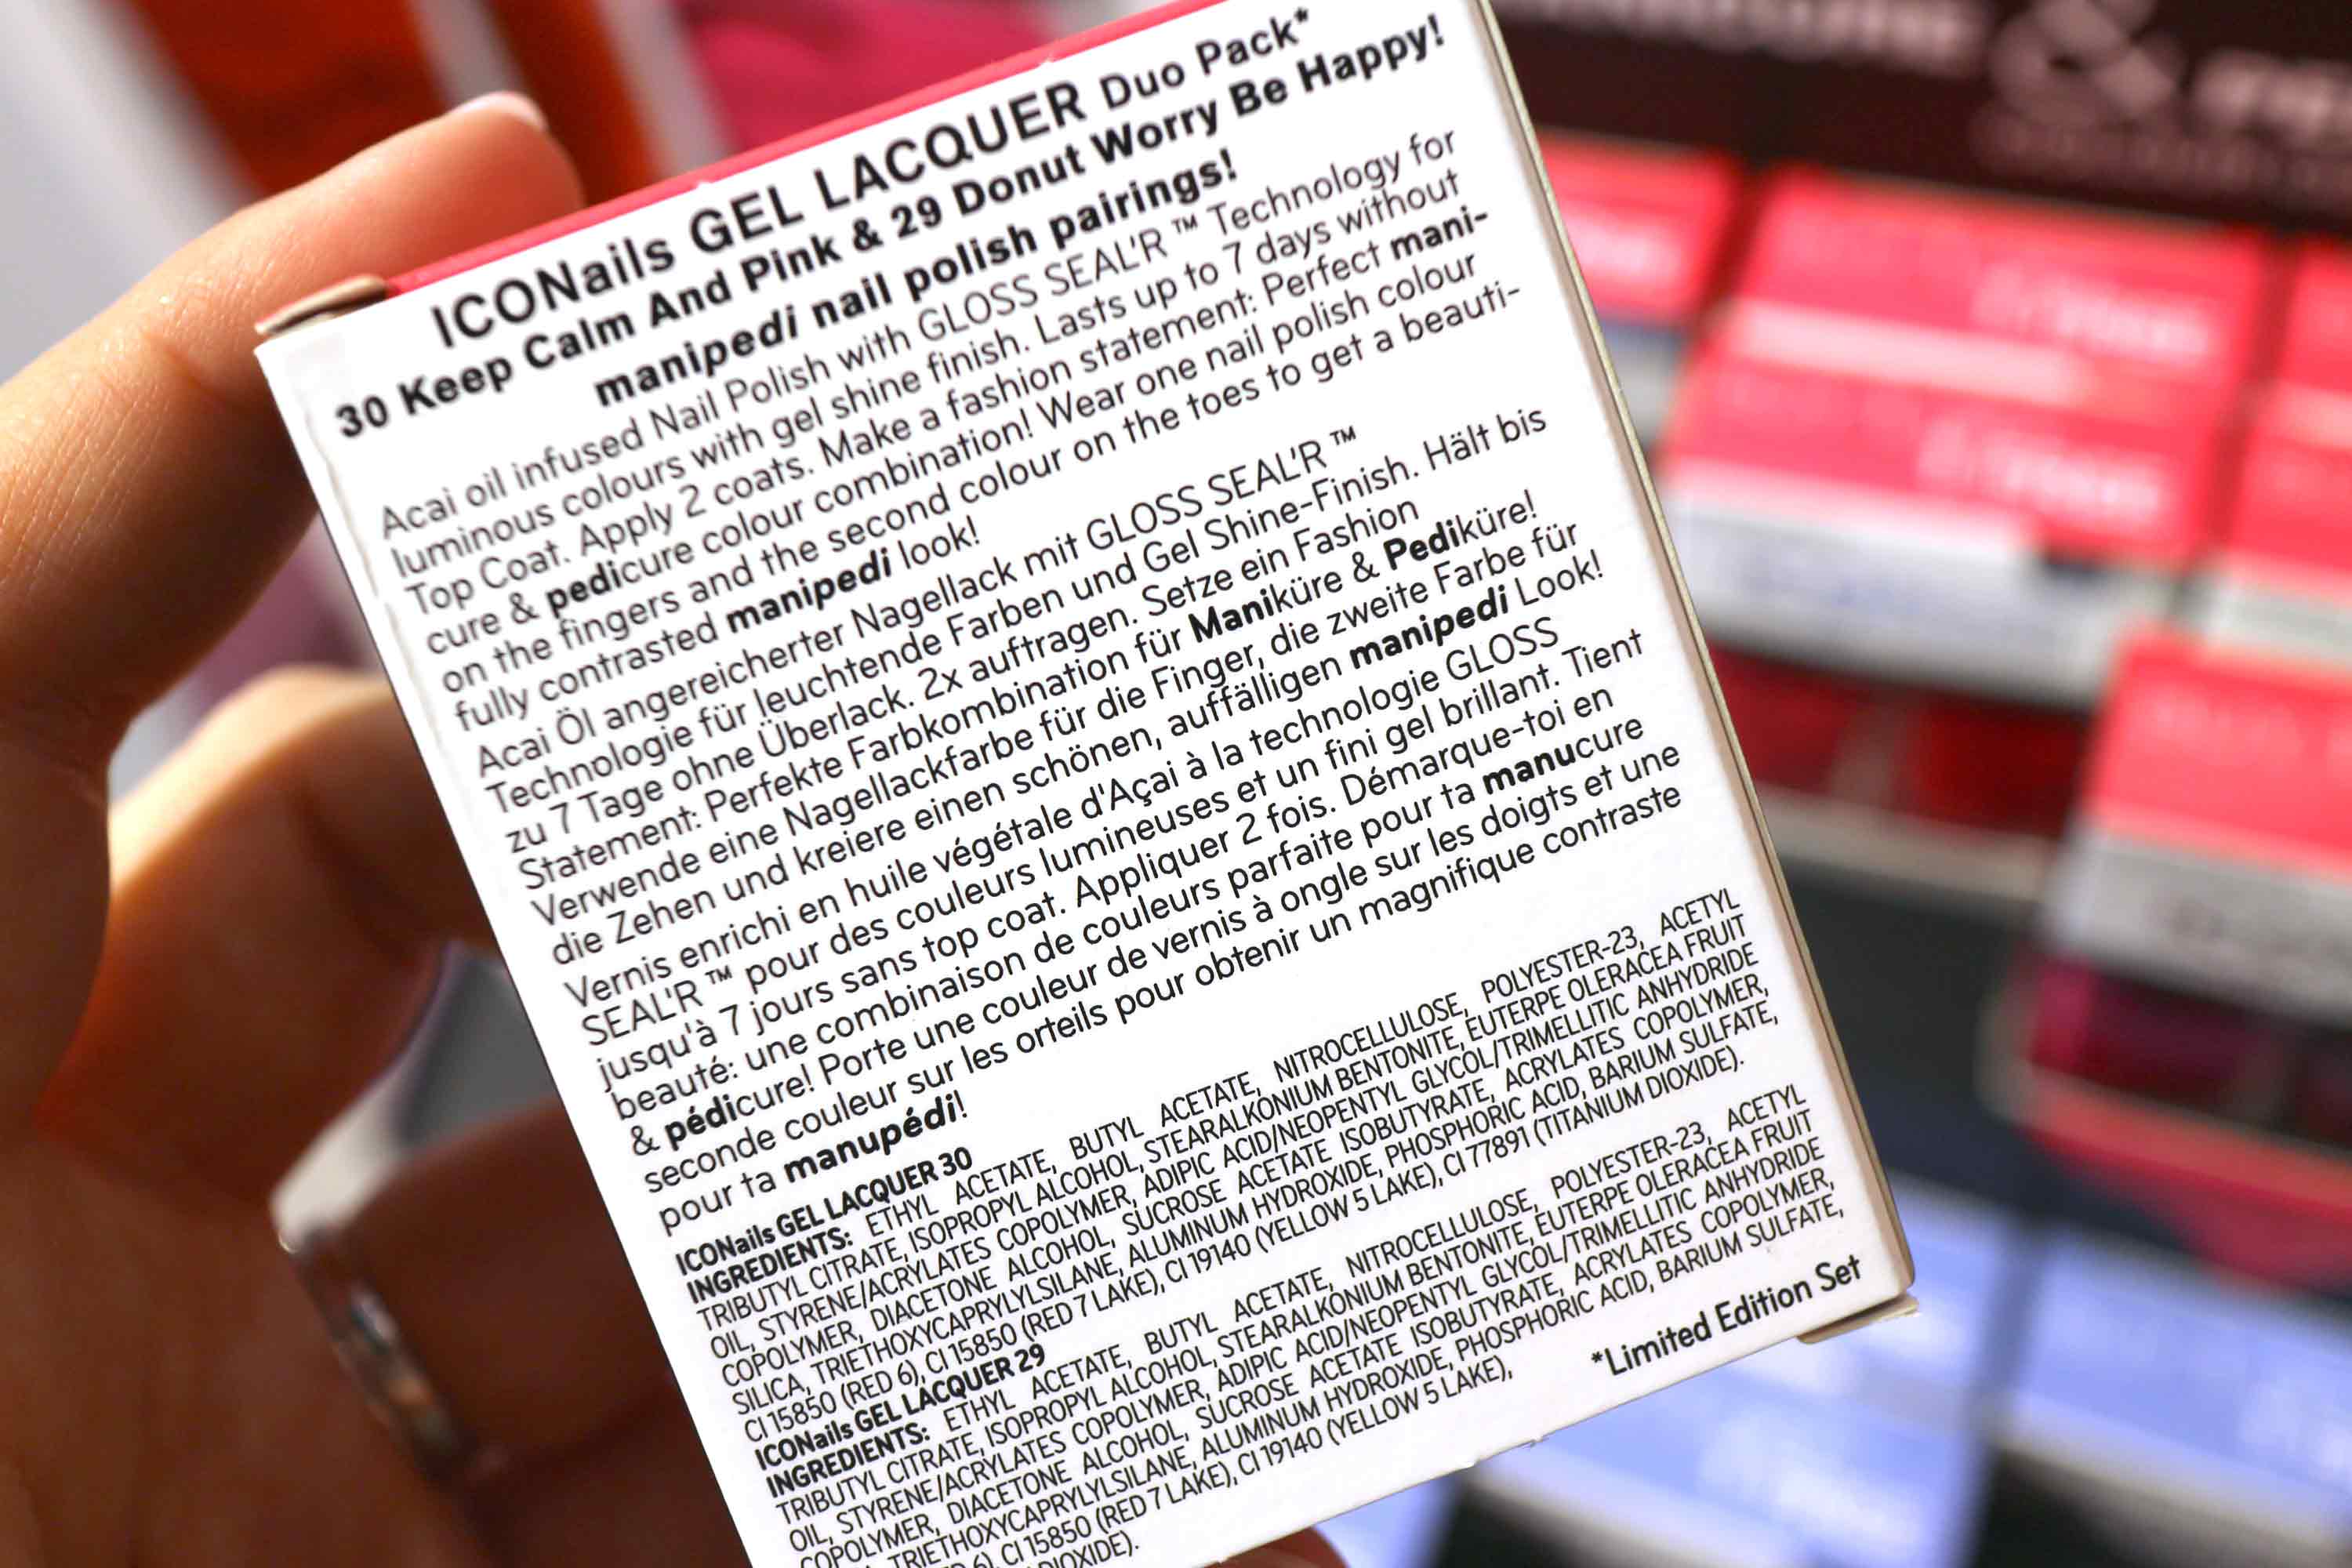 ICONails GEL LACQUER Duo Pack*
30 Keep Calm And Pink & 29 Donut Worry Be Happy!
manipedi nail polish pairings!
Acai oil infused Nail Polish with GLOSS SEAL'R ™ Technology for
luminous colours with gel shine finish. Lasts up to 7 days without
Top Coat. Apply 2 coats. Make a fashion statement: Perfect mani-
cure & pedicure colour combination! Wear one nail polish colour
on the fingers and the second colour on the toes to get a beauti-
fully contrasted manipedi look!
Acai Öl angereicherter Nagellack mit GLOSS SEAL'R ™
Technologie für leuchtende Farben und Gel Shine-Finish. Hält bis
zu 7 Tage ohne Überlack. 2x auftragen. Setze ein Fashion
Statement: Perfekte Farbkombination für Maniküre & Pediküre!
Verwende eine Nagellackfarbe für die Finger, die zweite Farbe für
die Zehen und kreiere einen schönen, auffälligen manipedi Look!
Vernis enrichi en huile végétale d'Açai à la technologie GLOSS
SEAL'R ™ pour des couleurs lumineuses et un fini gel brillant. Tient
jusqu'à 7 jours sans top coat. Appliquer 2 fois. Démarque-toi en
beauté: une combinaison de couleurs parfaite pour ta manucure
& pédicure! Porte une couleur de vernis à ongle sur les doigts et une
seconde couleur sur les orteils pour obtenir un magnifique contraste
pour ta manupédi!
ICONails GEL LACQUER 30
INGREDIENTS: ETHYL ACETATE, BUTYL ACETATE, NITROCELLULOSE, POLYESTER-23, ACETYL
TRIBUTYL CITRATE, ISOPROPYL ALCOHOL, STEARALKONIUM BENTONITE, EUTERPE OLERACEA FRUIT
OIL, STYRENE/ACRYLATES COPOLYMER, ADIPIC ACID/NEOPENTYL GLYCOL/TRIMELLITIC ANHYDRIDE
COPOLYMER, DIACETONE ALCOHOL, SUCROSE ACETATE ISOBUTYRATE, ACRYLATES COPOLYMER,
SILICA, TRIETHOXYCAPRYLYLSILANE, ALUMINUM HYDROXIDE, PHOSPHORIC ACID, BARIUM SULFATE,
CI 15850 (RED 6), CI 15850 (RED 7 LAKE), CI 19140 (YELLOW 5 LAKE), CI 77891 (TITANIUM DIOXIDE).
ICONails GEL LACQUER 29
INGREDIENTS: ETHYL ACETATE, BUTYL ACETATE, NITROCELLULOSE, POLYESTER-23, ACETYL
TRIBUTYL CITRATE, ISOPROPYL ALCOHOL, STEARALKONIUM BENTONITE, EUTERPE OLERACEA FRUIT
OIL, STYRENE/ACRYLATES COPOLYMER, ADIPIC ACID/NEOPENTYL GLYCOL/TRIMELLITIC ANHYDRIDE
COPOLYMER, DIACETONE ALCOHOL, SUCROSE ACETATE ISOBUTYRATE, ACRYLATES COPOLYMER,
TRIETHOXYCAPRYLYLSILANE, ALUMINUM HYDROXIDE, PHOSPHORIC ACID, BARIUM SULFATE,
6), CI 15850 (RED 7 LAKE), CI 19140 (YELLOW 5 LAKE),
DIOXIDE).
*Limited Edition Set